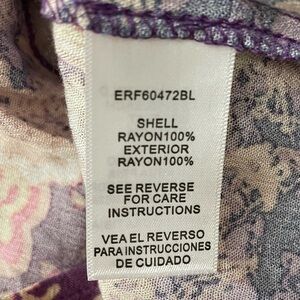 ERF60472BL
SHELL
RAYON100%
EXTERIOR
RAYON100%
SEE REVERSE
FOR CARE
INSTRUCTIONS
VEA EL REVERSO
PARA INSTRUCCIONES
DE CUIDADO